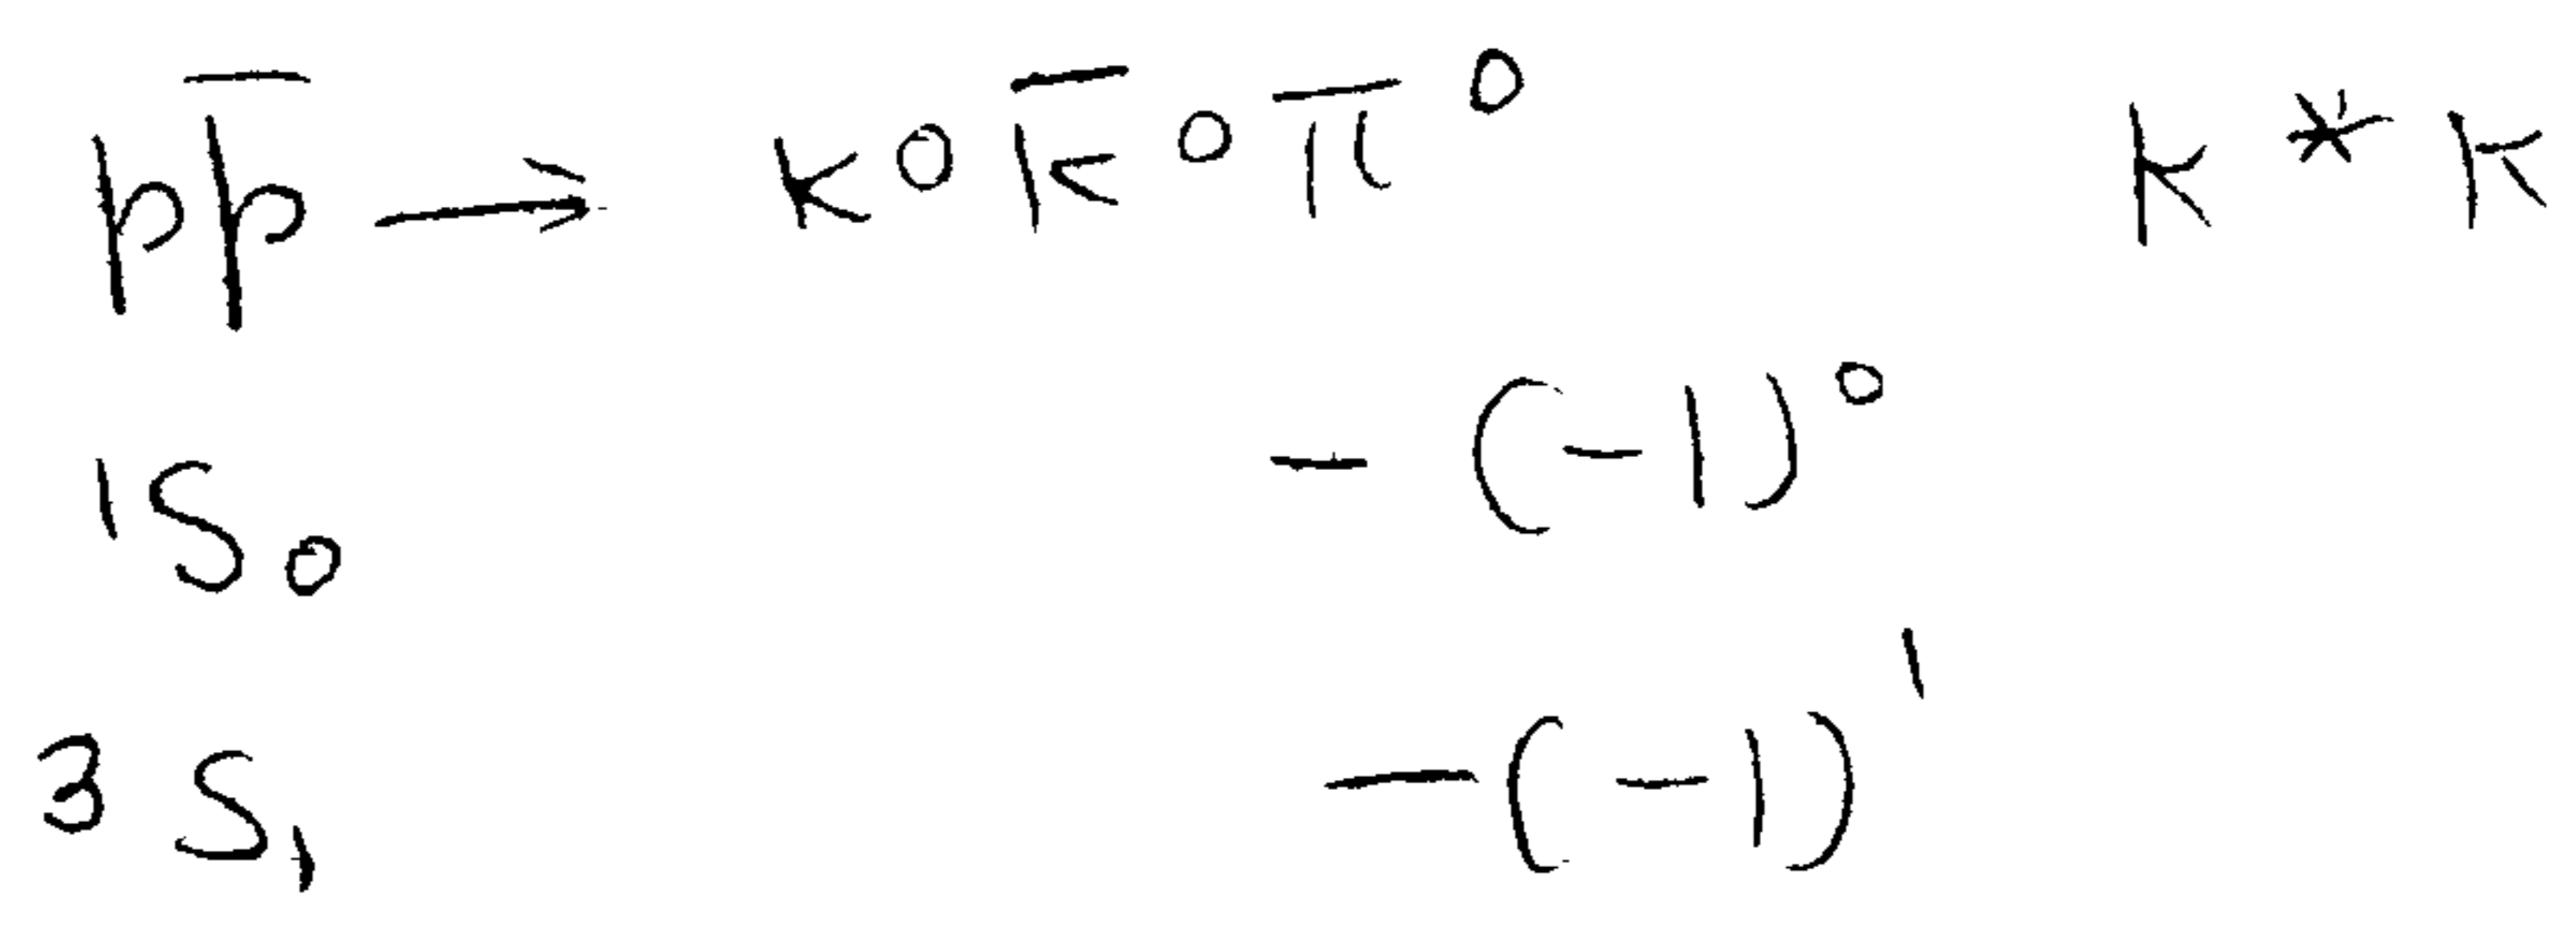 pp̅ → K⁰K̅⁰π⁰ K*K
¹S₀ -(-1)⁰
³S₁ -(-1)¹